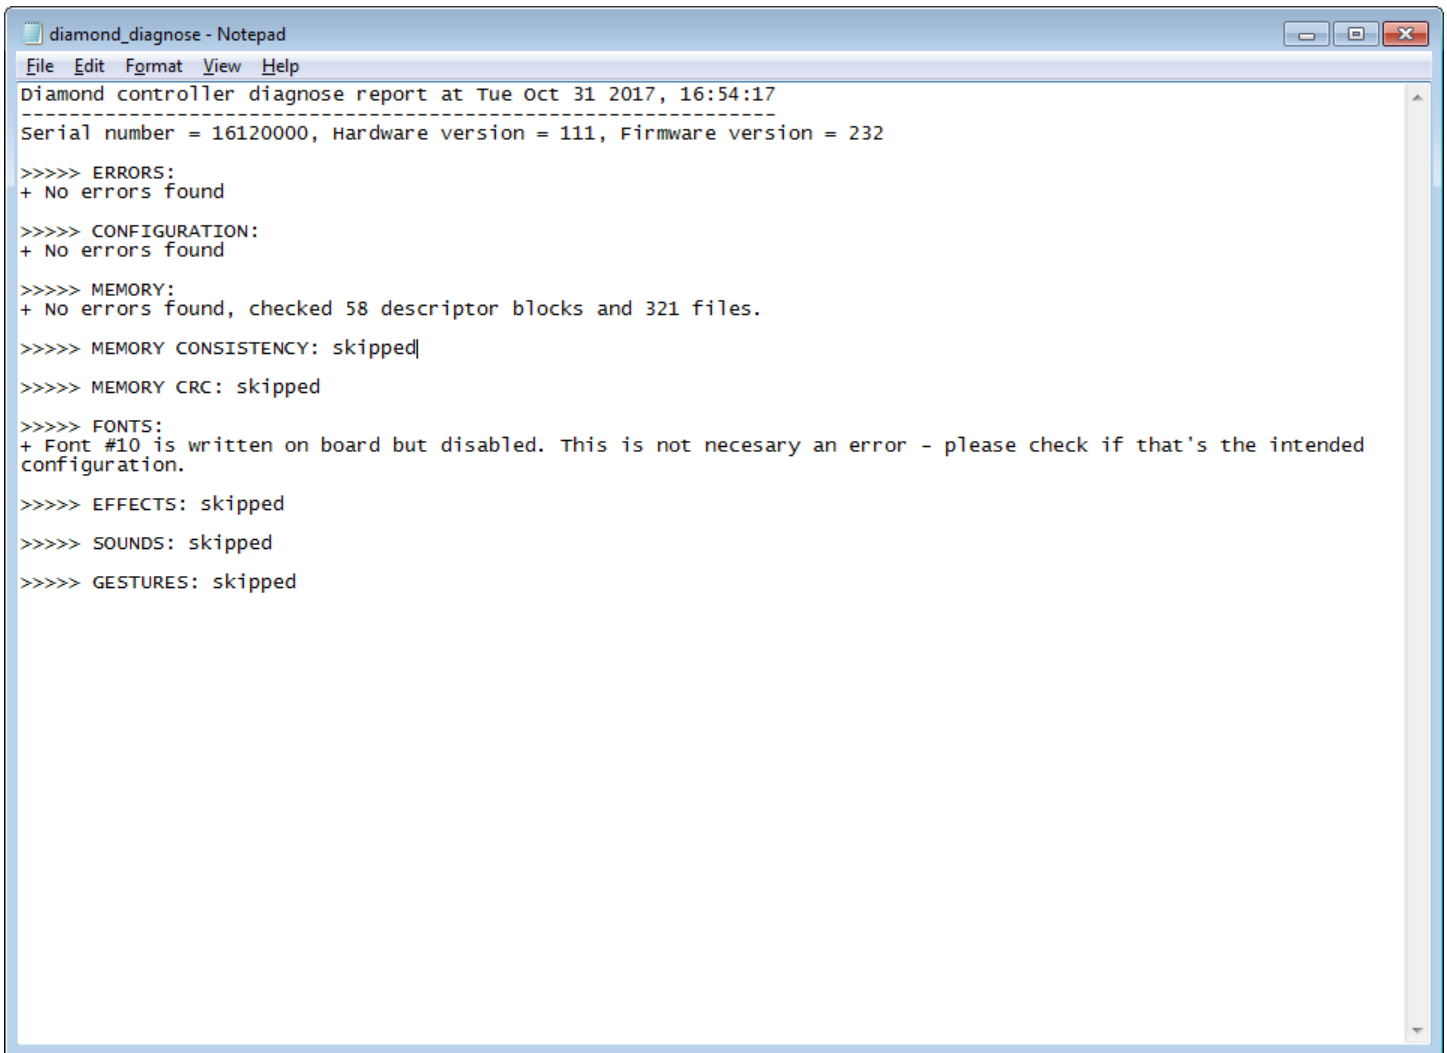 diamond_diagnose - Notepad
File Edit Format View Help
Diamond controller diagnose report at Tue Oct 31 2017, 16:54:17
---------------------------------------------------------------
Serial number = 16120000, Hardware version = 111, Firmware version = 232
>>>>> ERRORS:
+ No errors found
>>>>> CONFIGURATION:
+ No errors found
>>>>> MEMORY:
+ No errors found, checked 58 descriptor blocks and 321 files.
>>>>> MEMORY CONSISTENCY: skipped
>>>>> MEMORY CRC: skipped
>>>>> FONTS:
+ Font #10 is written on board but disabled. This is not necesary an error - please check if that's the intended
configuration.
>>>>> EFFECTS: skipped
>>>>> SOUNDS: skipped
>>>>> GESTURES: skipped